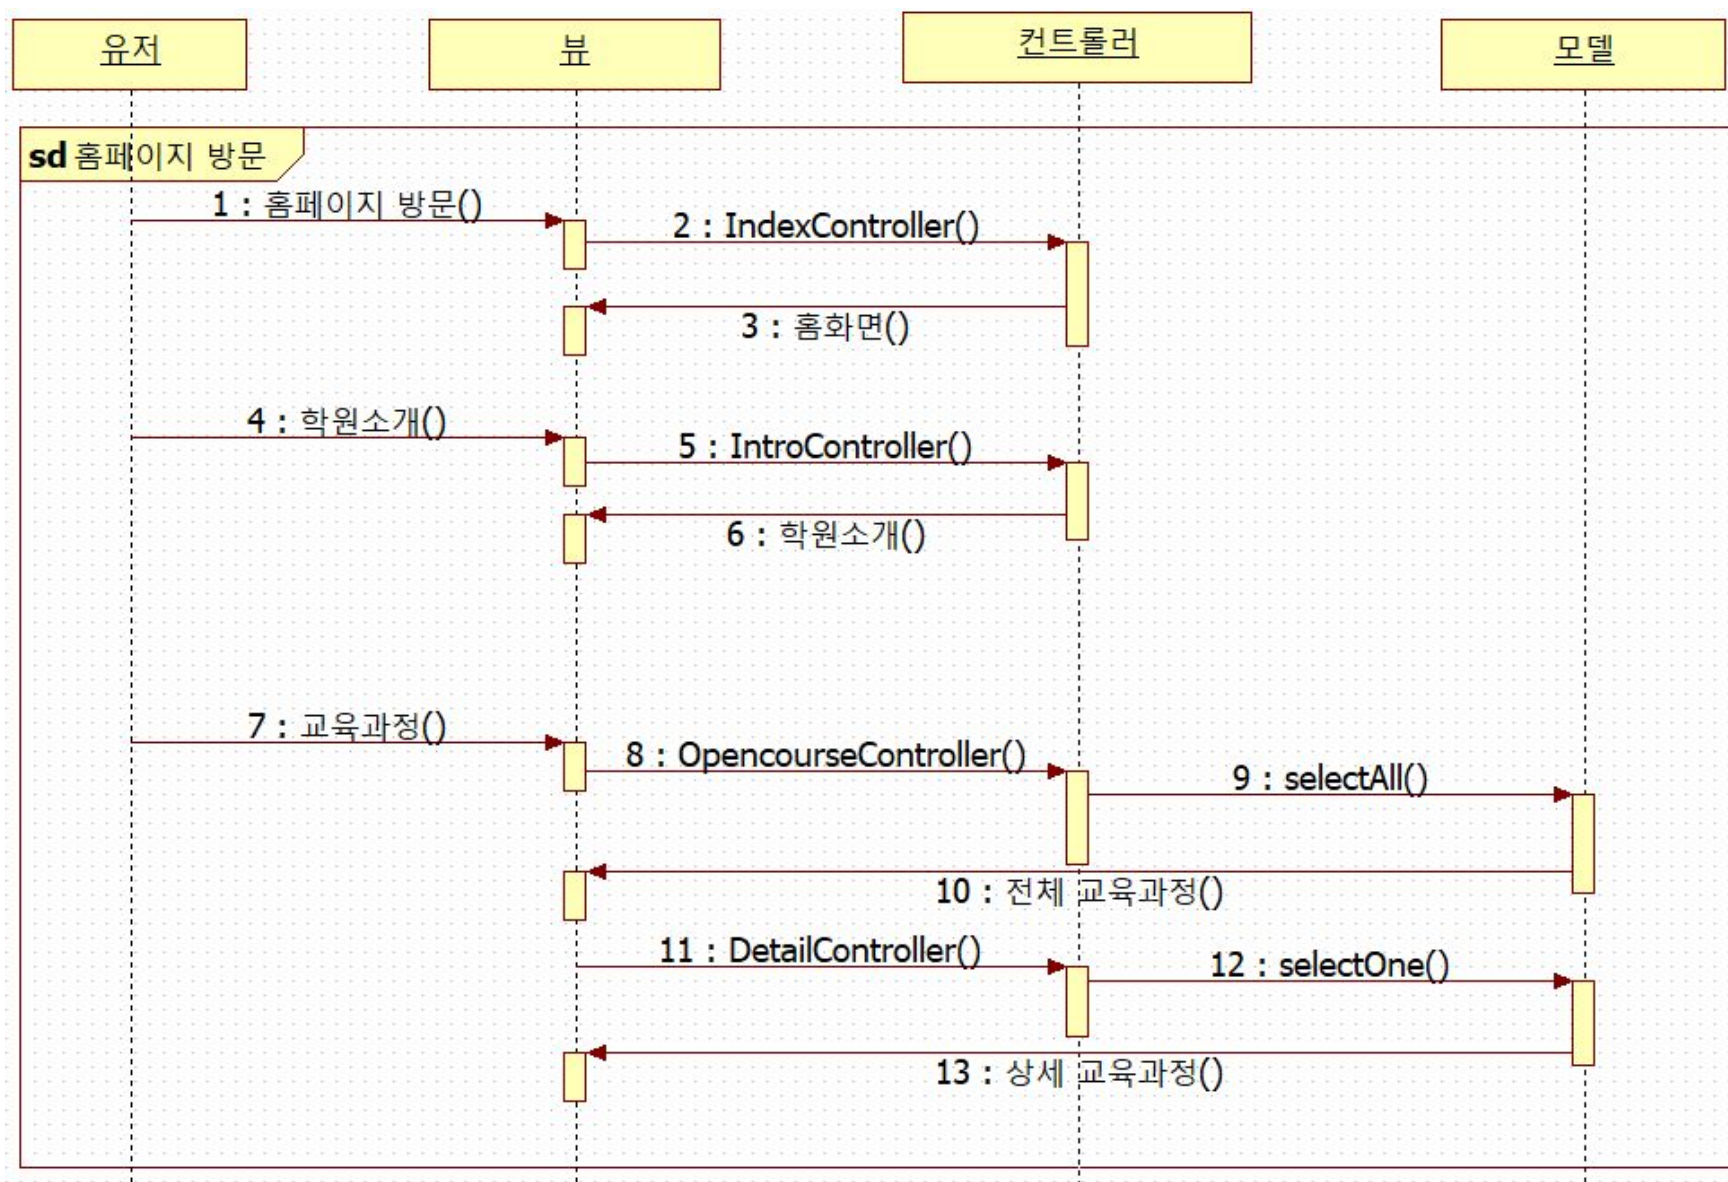 유저
뷰
컨트롤러
모델
sd 홈페이지 방문
1 : 홈페이지 방문()
2 : IndexController()
3 : 홈화면()
4 : 학원소개()
5 : IntroController()
6 : 학원소개()
7 : 교육과정()
8 : OpencourseController()
9 : selectAll()
10 : 전체 교육과정()
11 : DetailController()
12 : selectOne()
13 : 상세 교육과정()